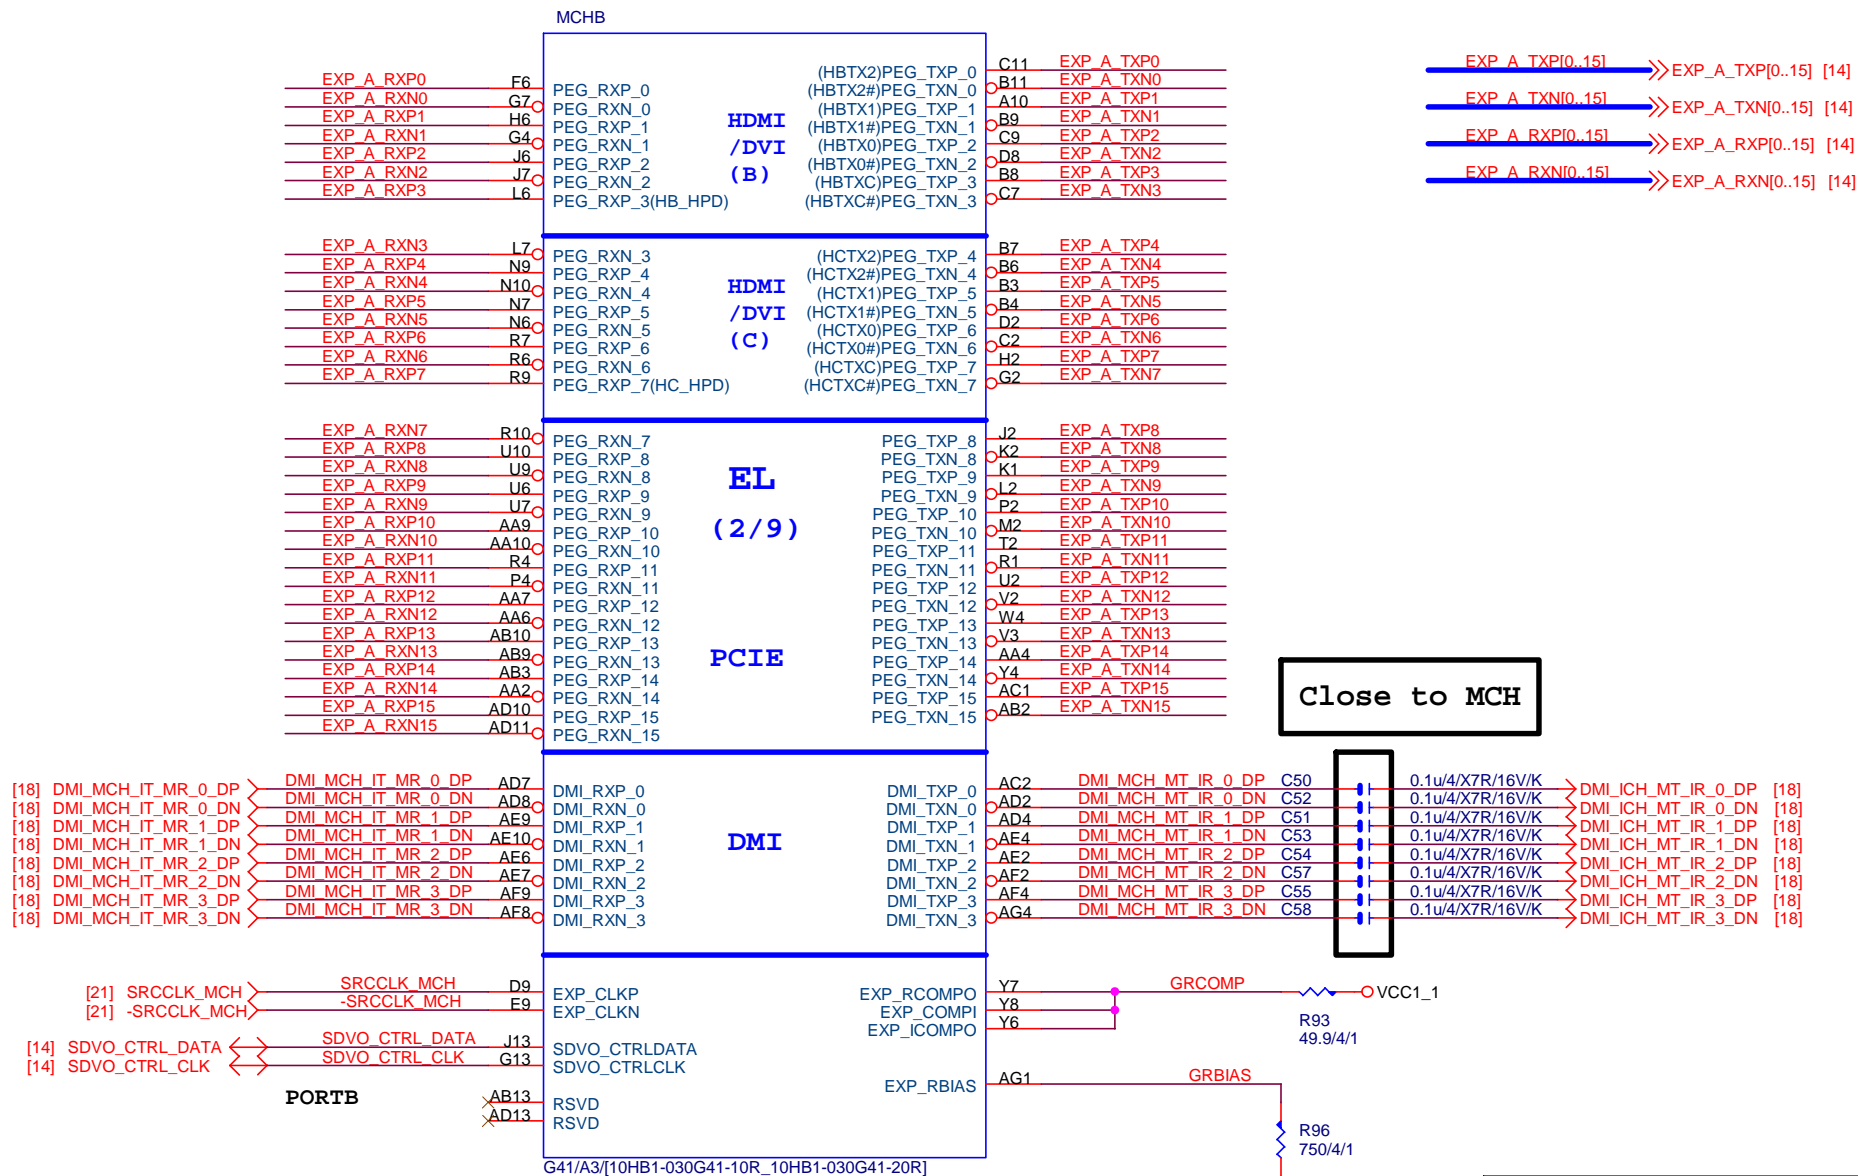 MCHB
EXP_A_RXP0 F6 PEG_RXP_0
EXP_A_RXN0 G7 PEG_RXN_0
EXP_A_RXP1 H6 PEG_RXP_1
EXP_A_RXN1 G4 PEG_RXN_1
EXP_A_RXP2 J6 PEG_RXP_2
EXP_A_RXN2 J7 PEG_RXN_2
EXP_A_RXP3 L6 PEG_RXP_3(HB_HPD)
HDMI
/DVI
(B)
(HBTX2)PEG_TXP_0 C11 EXP_A_TXP0
(HBTX2#)PEG_TXN_0 B11 EXP_A_TXN0
(HBTX1)PEG_TXP_1 A10 EXP_A_TXP1
(HBTX1#)PEG_TXN_1 B9 EXP_A_TXN1
(HBTX0)PEG_TXP_2 C9 EXP_A_TXP2
(HBTX0#)PEG_TXN_2 D8 EXP_A_TXN2
(HBTXC)PEG_TXP_3 B8 EXP_A_TXP3
(HBTXC#)PEG_TXN_3 C7 EXP_A_TXN3
EXP_A_TXP[0..15] EXP_A_TXP[0..15] [14]
EXP_A_TXN[0..15] EXP_A_TXN[0..15] [14]
EXP_A_RXP[0..15] EXP_A_RXP[0..15] [14]
EXP_A_RXN[0..15] EXP_A_RXN[0..15] [14]
EXP_A_RXN3 L7 PEG_RXN_3
EXP_A_RXP4 N9 PEG_RXP_4
EXP_A_RXN4 N10 PEG_RXN_4
EXP_A_RXP5 N7 PEG_RXP_5
EXP_A_RXN5 N6 PEG_RXN_5
EXP_A_RXP6 R7 PEG_RXP_6
EXP_A_RXN6 R6 PEG_RXN_6
EXP_A_RXP7 R9 PEG_RXP_7(HC_HPD)
HDMI
/DVI
(C)
(HCTX2)PEG_TXP_4 B7 EXP_A_TXP4
(HCTX2#)PEG_TXN_4 B6 EXP_A_TXN4
(HCTX1)PEG_TXP_5 B3 EXP_A_TXP5
(HCTX1#)PEG_TXN_5 B4 EXP_A_TXN5
(HCTX0)PEG_TXP_6 D2 EXP_A_TXP6
(HCTX0#)PEG_TXN_6 C2 EXP_A_TXN6
(HCTXC)PEG_TXP_7 H2 EXP_A_TXP7
(HCTXC#)PEG_TXN_7 G2 EXP_A_TXN7
EXP_A_RXN7 R10 PEG_RXN_7
EXP_A_RXP8 U10 PEG_RXP_8
EXP_A_RXN8 U9 PEG_RXN_8
EXP_A_RXP9 U6 PEG_RXP_9
EXP_A_RXN9 U7 PEG_RXN_9
EXP_A_RXP10 AA9 PEG_RXP_10
EXP_A_RXN10 AA10 PEG_RXN_10
EXP_A_RXP11 R4 PEG_RXP_11
EXP_A_RXN11 P4 PEG_RXN_11
EXP_A_RXP12 AA7 PEG_RXP_12
EXP_A_RXN12 AA6 PEG_RXN_12
EXP_A_RXP13 AB10 PEG_RXP_13
EXP_A_RXN13 AB9 PEG_RXN_13
EXP_A_RXP14 AB3 PEG_RXP_14
EXP_A_RXN14 AA2 PEG_RXN_14
EXP_A_RXP15 AD10 PEG_RXP_15
EXP_A_RXN15 AD11 PEG_RXN_15
EL
(2/9)
PCIE
PEG_TXP_8 J2 EXP_A_TXP8
PEG_TXN_8 K2 EXP_A_TXN8
PEG_TXP_9 K1 EXP_A_TXP9
PEG_TXN_9 L2 EXP_A_TXN9
PEG_TXP_10 P2 EXP_A_TXP10
PEG_TXN_10 M2 EXP_A_TXN10
PEG_TXP_11 T2 EXP_A_TXP11
PEG_TXN_11 R1 EXP_A_TXN11
PEG_TXP_12 U2 EXP_A_TXP12
PEG_TXN_12 V2 EXP_A_TXN12
PEG_TXP_13 W4 EXP_A_TXP13
PEG_TXN_13 V3 EXP_A_TXN13
PEG_TXP_14 AA4 EXP_A_TXP14
PEG_TXN_14 Y4 EXP_A_TXN14
PEG_TXP_15 AC1 EXP_A_TXP15
PEG_TXN_15 AB2 EXP_A_TXN15
Close to MCH
[18] DMI_MCH_IT_MR_0_DP DMI_MCH_IT_MR_0_DP AD7 DMI_RXP_0
[18] DMI_MCH_IT_MR_0_DN DMI_MCH_IT_MR_0_DN AD8 DMI_RXN_0
[18] DMI_MCH_IT_MR_1_DP DMI_MCH_IT_MR_1_DP AE9 DMI_RXP_1
[18] DMI_MCH_IT_MR_1_DN DMI_MCH_IT_MR_1_DN AE10 DMI_RXN_1
[18] DMI_MCH_IT_MR_2_DP DMI_MCH_IT_MR_2_DP AE6 DMI_RXP_2
[18] DMI_MCH_IT_MR_2_DN DMI_MCH_IT_MR_2_DN AE7 DMI_RXN_2
[18] DMI_MCH_IT_MR_3_DP DMI_MCH_IT_MR_3_DP AF9 DMI_RXP_3
[18] DMI_MCH_IT_MR_3_DN DMI_MCH_IT_MR_3_DN AF8 DMI_RXN_3
DMI
DMI_TXP_0 AC2 DMI_MCH_MT_IR_0_DP C50 0.1u/4/X7R/16V/K DMI_ICH_MT_IR_0_DP [18]
DMI_TXN_0 AD2 DMI_MCH_MT_IR_0_DN C52 0.1u/4/X7R/16V/K DMI_ICH_MT_IR_0_DN [18]
DMI_TXP_1 AD4 DMI_MCH_MT_IR_1_DP C51 0.1u/4/X7R/16V/K DMI_ICH_MT_IR_1_DP [18]
DMI_TXN_1 AE4 DMI_MCH_MT_IR_1_DN C53 0.1u/4/X7R/16V/K DMI_ICH_MT_IR_1_DN [18]
DMI_TXP_2 AE2 DMI_MCH_MT_IR_2_DP C54 0.1u/4/X7R/16V/K DMI_ICH_MT_IR_2_DP [18]
DMI_TXN_2 AF2 DMI_MCH_MT_IR_2_DN C57 0.1u/4/X7R/16V/K DMI_ICH_MT_IR_2_DN [18]
DMI_TXP_3 AF4 DMI_MCH_MT_IR_3_DP C55 0.1u/4/X7R/16V/K DMI_ICH_MT_IR_3_DP [18]
DMI_TXN_3 AG4 DMI_MCH_MT_IR_3_DN C58 0.1u/4/X7R/16V/K DMI_ICH_MT_IR_3_DN [18]
[21] SRCCLK_MCH SRCCLK_MCH D9 EXP_CLKP
[21] -SRCCLK_MCH -SRCCLK_MCH E9 EXP_CLKN
[14] SDVO_CTRL_DATA SDVO_CTRL_DATA J13 SDVO_CTRLDATA
[14] SDVO_CTRL_CLK SDVO_CTRL_CLK G13 SDVO_CTRLCLK
PORTB
AB13 RSVD
AD13 RSVD
EXP_RCOMPO Y7 GRCOMP VCC1_1
EXP_COMPI Y8
EXP_ICOMPO Y6
R93
49.9/4/1
EXP_RBIAS AG1 GRBIAS
R96
750/4/1
G41/A3/[10HB1-030G41-10R_10HB1-030G41-20R]